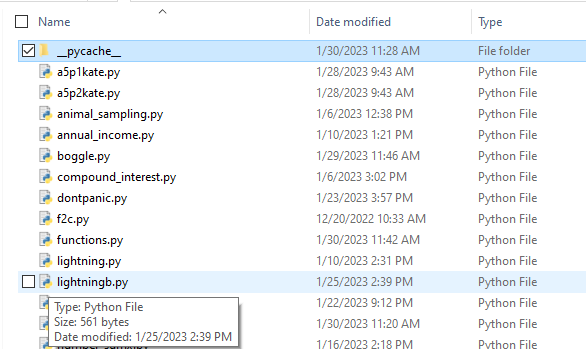 Name Date modified Type
__pycache__ 1/30/2023 11:28 AM File folder
a5p1kate.py 1/28/2023 9:43 AM Python File
a5p2kate.py 1/28/2023 9:43 AM Python File
animal_sampling.py 1/6/2023 12:38 PM Python File
annual_income.py 1/10/2023 1:21 PM Python File
boggle.py 1/29/2023 11:46 AM Python File
compound_interest.py 1/6/2023 3:02 PM Python File
dontpanic.py 1/23/2023 3:57 PM Python File
f2c.py 12/20/2022 10:33 AM Python File
functions.py 1/30/2023 11:42 AM Python File
lightning.py 1/10/2023 2:31 PM Python File
lightningb.py 1/25/2023 2:39 PM Python File
1/22/2023 9:12 PM Python File
Type: Python File
Size: 561 bytes
1/30/2023 11:20 AM Python File
Date modified: 1/25/2023 2:39 PM
1/16/2023 2:18 PM Python File